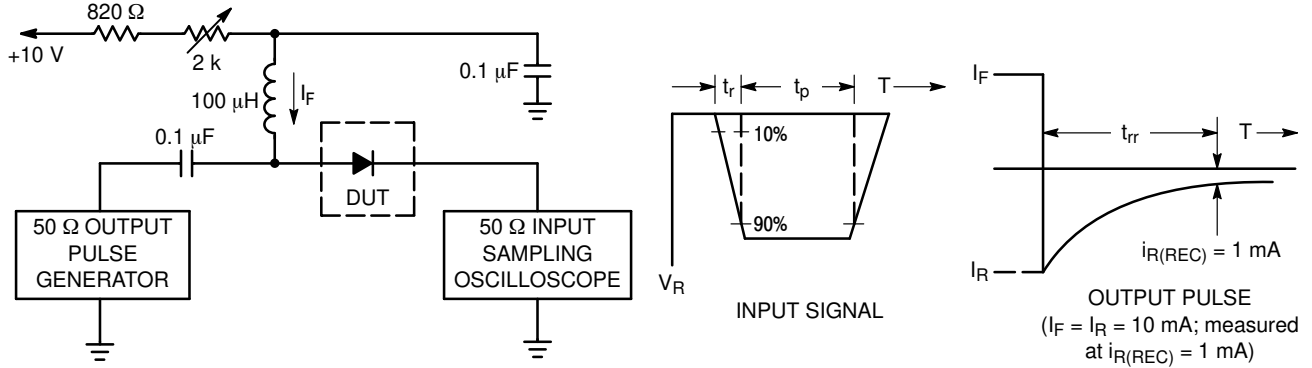 820 Ω
+10 V
2 k
0.1 µF
100 µH
I_F
0.1 µF
DUT
50 Ω OUTPUT
PULSE
GENERATOR
50 Ω INPUT
SAMPLING
OSCILLOSCOPE
t_r
t_p
T
10%
90%
V_R
INPUT SIGNAL
I_F
t_rr
T
i_R(REC) = 1 mA
I_R
OUTPUT PULSE
(I_F = I_R = 10 mA; measured
at i_R(REC) = 1 mA)